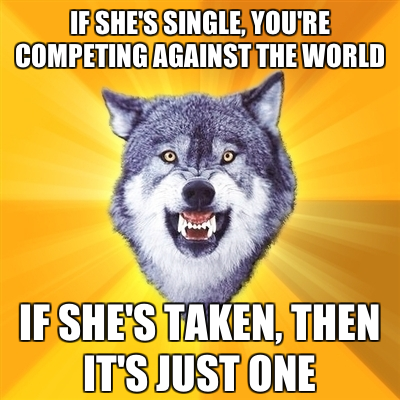 IF SHE'S SINGLE, YOU'RE
COMPETING AGAINST THE WORLD
IF SHE'S TAKEN, THEN
IT'S JUST ONE